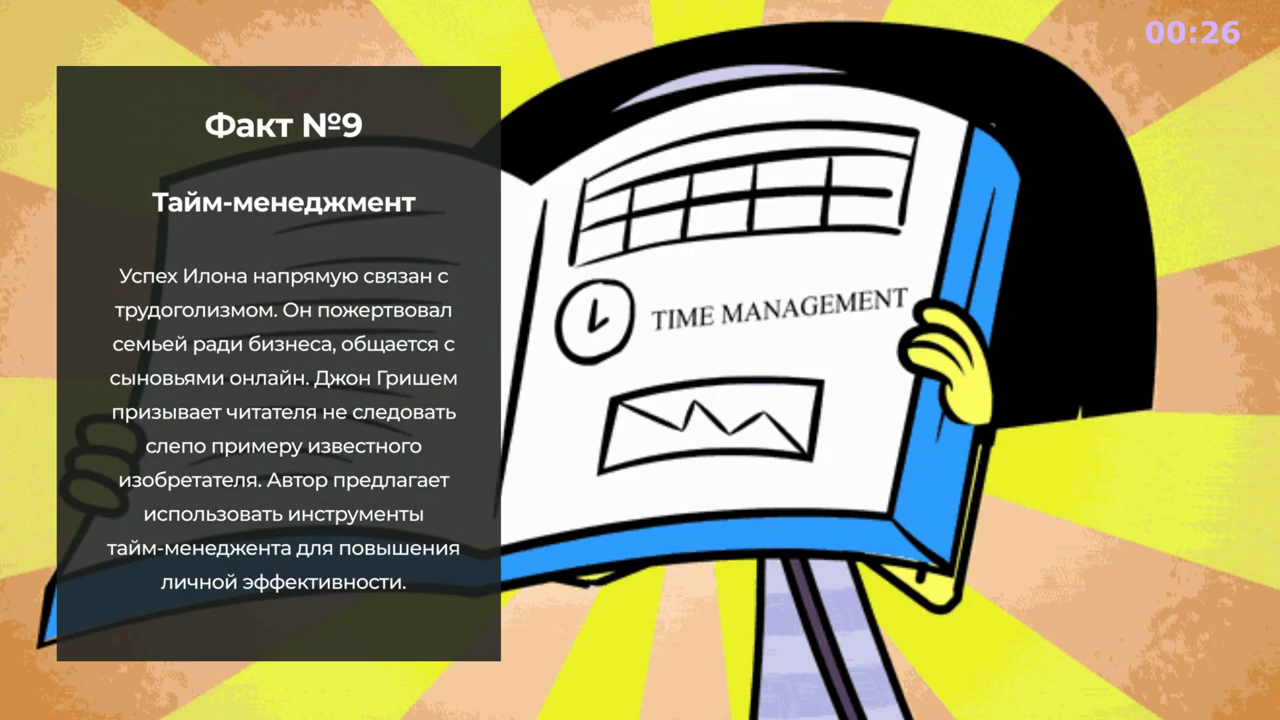 00:26
Факт №9
Тайм-менеджмент
Успех Илона напрямую связан с
трудоголизмом. Он пожертвовал
семьей ради бизнеса, общается с
сыновьями онлайн. Джон Гришем
призывает читателя не следовать
слепо примеру известного
изобретателя. Автор предлагает
использовать инструменты
тайм-менеджента для повышения
личной эффективности.
TIME MANAGEMENT